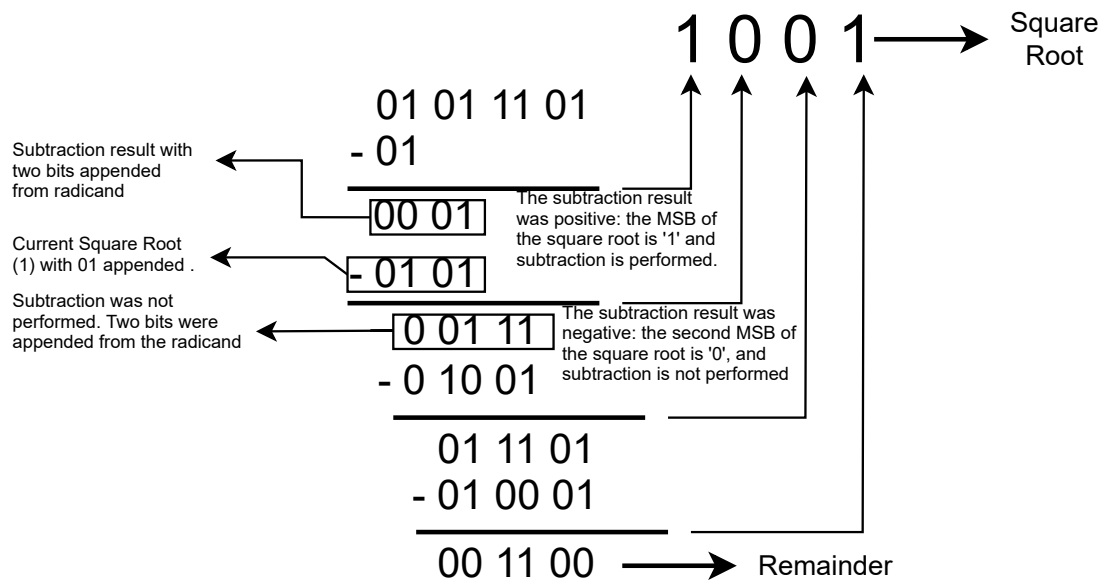 1 0 0 1
Square
Root
01 01 11 01
- 01
Subtraction result with
two bits appended
from radicand
00 01
The subtraction result
was positive: the MSB of
the square root is '1' and
subtraction is performed.
Current Square Root
(1) with 01 appended .
- 01 01
Subtraction was not
performed. Two bits were
appended from the radicand
0 01 11
The subtraction result was
negative: the second MSB of
the square root is '0', and
subtraction is not performed
- 0 10 01
01 11 01
- 01 00 01
00 11 00
Remainder